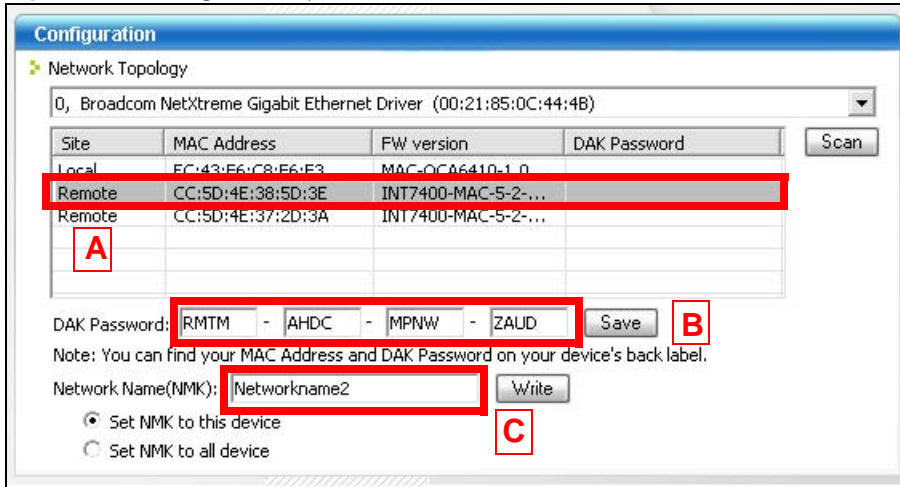 Configuration
Network Topology
0, Broadcom NetXtreme Gigabit Ethernet Driver (00:21:85:0C:44:4B)
Site MAC Address FW version DAK Password Scan
Local EC:43:F6:C8:F6:F3 MAC-QCA6410-1.0
Remote CC:5D:4E:38:5D:3E INT7400-MAC-5-2-...
Remote CC:5D:4E:37:2D:3A INT7400-MAC-5-2-...
A
DAK Password: RMTM - AHDC - MPNW - ZAUD Save B
Note: You can find your MAC Address and DAK Password on your device's back label.
Network Name(NMK): Networkname2 Write
C
Set NMK to this device
Set NMK to all device